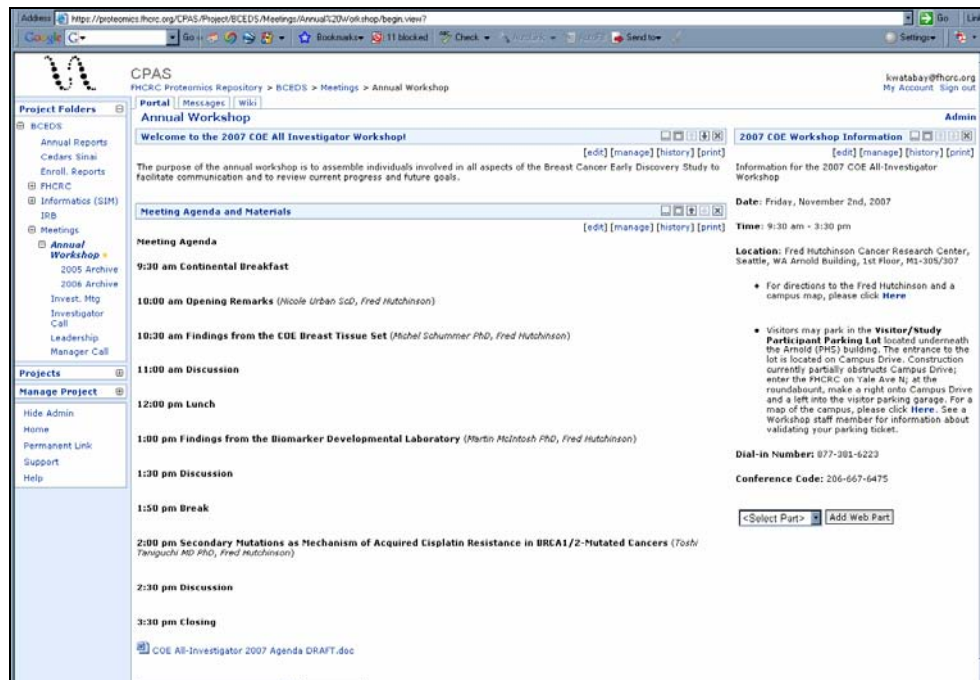 Address https://proteomics.fhcrc.org/CPAS/Project/BCEDS/Meetings/Annual%20Workshop/begin.view?
Go
Google
Go
Bookmarks
11 blocked
Check
Send to
Settings
CPAS
FHCRC Proteomics Repository > BCEDS > Meetings > Annual Workshop
kwatabay@fhcrc.org
My Account Sign out
Project Folders
BCEDS
Annual Reports
Cedars Sinai
Enroll. Reports
FHCRC
Informatics (SIM)
IRB
Meetings
Annual
Workshop
2005 Archive
2006 Archive
Invest. Mtg
Investigator
Call
Leadership
Manager Call
Projects
Manage Project
Hide Admin
Home
Permanent Link
Support
Help
Portal Messages Wiki
Annual Workshop
Admin
Welcome to the 2007 COE All Investigator Workshop!
[edit] [manage] [history] [print]
The purpose of the annual workshop is to assemble individuals involved in all aspects of the Breast Cancer Early Discovery Study to
facilitate communication and to review current progress and future goals.
Meeting Agenda and Materials
[edit] [manage] [history] [print]
Meeting Agenda
9:30 am Continental Breakfast
10:00 am Opening Remarks (Nicole Urban ScD, Fred Hutchinson)
10:30 am Findings from the COE Breast Tissue Set (Michel Schummer PhD, Fred Hutchinson)
11:00 am Discussion
12:00 pm Lunch
1:00 pm Findings from the Biomarker Developmental Laboratory (Martin McIntosh PhD, Fred Hutchinson)
1:30 pm Discussion
1:50 pm Break
2:00 pm Secondary Mutations as Mechanism of Acquired Cisplatin Resistance in BRCA1/2-Mutated Cancers (Toshi
Taniguchi MD PhD, Fred Hutchinson)
2:30 pm Discussion
3:30 pm Closing
COE All-Investigator 2007 Agenda DRAFT.doc
2007 COE Workshop Information
[edit] [manage] [history] [print]
Information for the 2007 COE All-Investigator
Workshop
Date: Friday, November 2nd, 2007
Time: 9:30 am - 3:30 pm
Location: Fred Hutchinson Cancer Research Center,
Seattle, WA Arnold Building, 1st Floor, M1-305/307
For directions to the Fred Hutchinson and a
campus map, please click Here
Visitors may park in the Visitor/Study
Participant Parking Lot located underneath
the Arnold (PHS) building. The entrance to the
lot is located on Campus Drive. Construction
currently partially obstructs Campus Drive;
enter the FHCRC on Yale Ave N; at the
roundabout, make a right onto Campus Drive
and a left into the visitor parking garage. For a
map of the campus, please click Here. See a
Workshop staff member for information about
validating your parking ticket.
Dial-in Number: 877-381-6223
Conference Code: 206-667-6475
<Select Part> Add Web Part